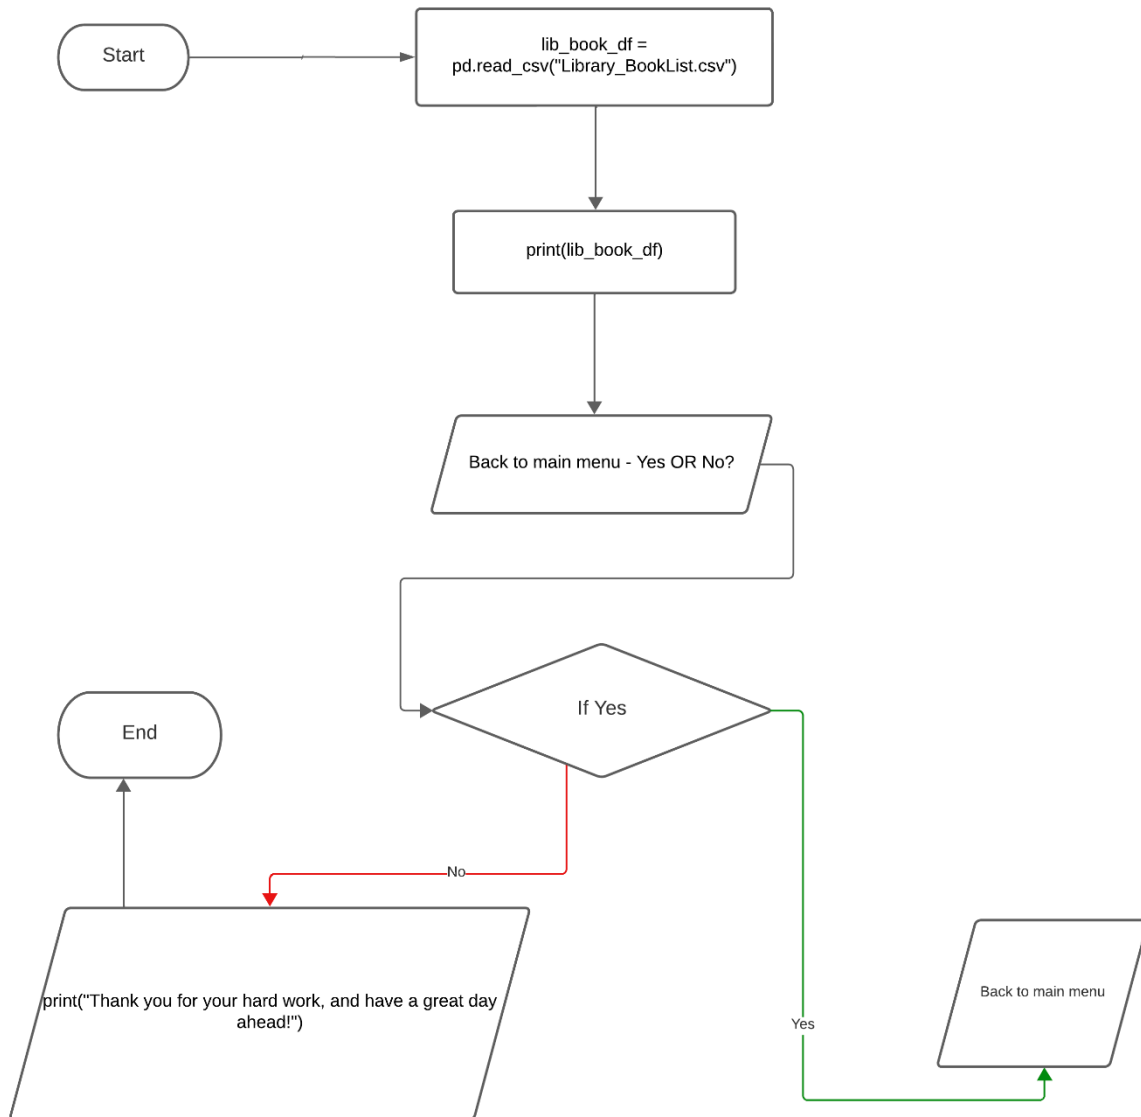 Start
lib_book_df =
pd.read_csv("Library_BookList.csv")
print(lib_book_df)
Back to main menu - Yes OR No?
If Yes
End
No
print("Thank you for your hard work, and have a great day
ahead!")
Back to main menu
Yes